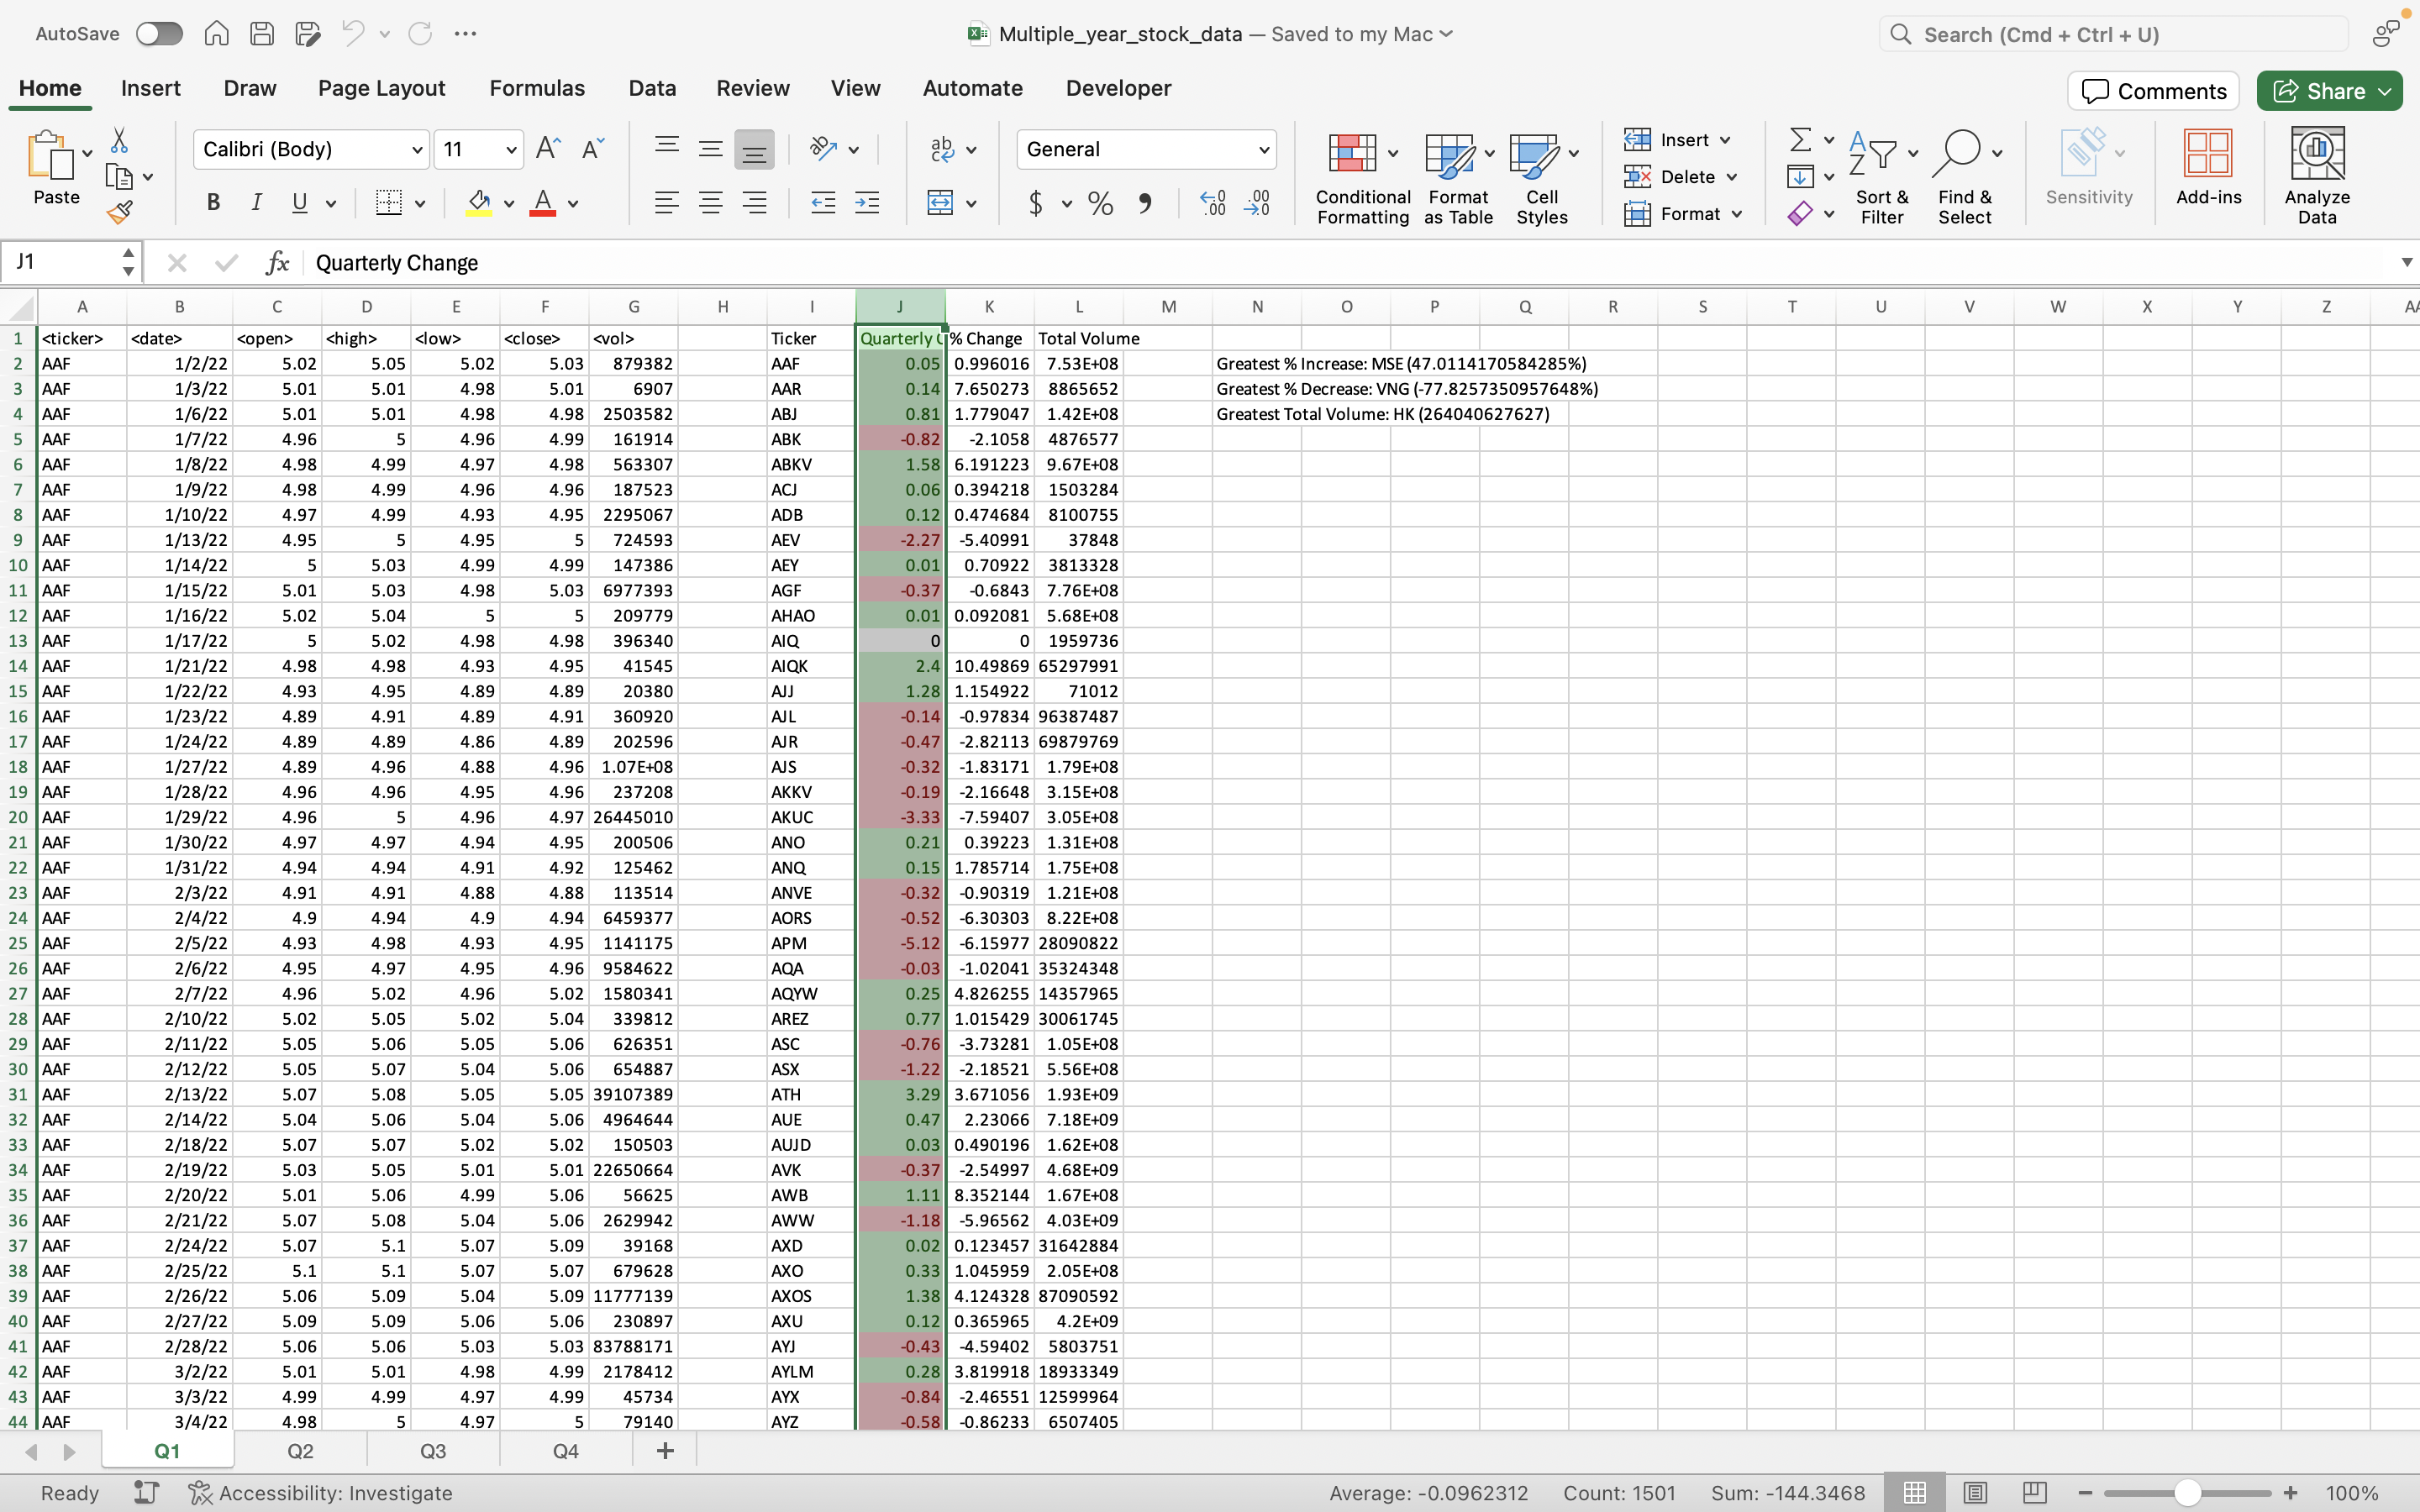 AutoSave
Multiple_year_stock_data — Saved to my Mac
Search (Cmd + Ctrl + U)
Home Insert Draw Page Layout Formulas Data Review View Automate Developer
Comments Share
Paste
Calibri (Body) 11
General
Conditional Formatting
Format as Table
Cell Styles
Insert
Delete
Format
Sort & Filter
Find & Select
Sensitivity
Add-ins
Analyze Data
J1 fx Quarterly Change
A B C D E F G H I J K L M N O P Q R S T U V W X Y Z
1 <ticker> <date> <open> <high> <low> <close> <vol> Ticker Quarterly % Change Total Volume
2 AAF 1/2/22 5.02 5.05 5.02 5.03 879382 AAF 0.05 0.996016 7.53E+08 Greatest % Increase: MSE (47.0114170584285%)
3 AAF 1/3/22 5.01 5.01 4.98 5.01 6907 AAR 0.14 7.650273 8865652 Greatest % Decrease: VNG (-77.8257350957648%)
4 AAF 1/6/22 5.01 5.01 4.98 4.98 2503582 ABJ 0.81 1.779047 1.42E+08 Greatest Total Volume: HK (264040627627)
5 AAF 1/7/22 4.96 5 4.96 4.99 161914 ABK -0.82 -2.1058 4876577
6 AAF 1/8/22 4.98 4.99 4.97 4.98 563307 ABKV 1.58 6.191223 9.67E+08
7 AAF 1/9/22 4.98 4.99 4.96 4.96 187523 ACJ 0.06 0.394218 1503284
8 AAF 1/10/22 4.97 4.99 4.93 4.95 2295067 ADB 0.12 0.474684 8100755
9 AAF 1/13/22 4.95 5 4.95 5 724593 AEV -2.27 -5.40991 37848
10 AAF 1/14/22 5 5.03 4.99 4.99 147386 AEY 0.01 0.70922 3813328
11 AAF 1/15/22 5.01 5.03 4.98 5.03 6977393 AGF -0.37 -0.6843 7.76E+08
12 AAF 1/16/22 5.02 5.04 5 5 209779 AHAO 0.01 0.092081 5.68E+08
13 AAF 1/17/22 5 5.02 4.98 4.98 396340 AIQ 0 0 1959736
14 AAF 1/21/22 4.98 4.98 4.93 4.95 41545 AIQK 2.4 10.49869 65297991
15 AAF 1/22/22 4.93 4.95 4.89 4.89 20380 AJJ 1.28 1.154922 71012
16 AAF 1/23/22 4.89 4.91 4.89 4.91 360920 AJL -0.14 -0.97834 96387487
17 AAF 1/24/22 4.89 4.89 4.86 4.89 202596 AJR -0.47 -2.82113 69879769
18 AAF 1/27/22 4.89 4.96 4.88 4.96 1.07E+08 AJS -0.32 -1.83171 1.79E+08
19 AAF 1/28/22 4.96 4.96 4.95 4.96 237208 AKKV -0.19 -2.16648 3.15E+08
20 AAF 1/29/22 4.96 5 4.96 4.97 26445010 AKUC -3.33 -7.59407 3.05E+08
21 AAF 1/30/22 4.97 4.97 4.94 4.95 200506 ANO 0.21 0.39223 1.31E+08
22 AAF 1/31/22 4.94 4.94 4.91 4.92 125462 ANQ 0.15 1.785714 1.75E+08
23 AAF 2/3/22 4.91 4.91 4.88 4.88 113514 ANVE -0.32 -0.90319 1.21E+08
24 AAF 2/4/22 4.9 4.94 4.9 4.94 6459377 AORS -0.52 -6.30303 8.22E+08
25 AAF 2/5/22 4.93 4.98 4.93 4.95 1141175 APM -5.12 -6.15977 28090822
26 AAF 2/6/22 4.95 4.97 4.95 4.96 9584622 AQA -0.03 -1.02041 35324348
27 AAF 2/7/22 4.96 5.02 4.96 5.02 1580341 AQYW 0.25 4.826255 14357965
28 AAF 2/10/22 5.02 5.05 5.02 5.04 339812 AREZ 0.77 1.015429 30061745
29 AAF 2/11/22 5.05 5.06 5.05 5.06 626351 ASC -0.76 -3.73281 1.05E+08
30 AAF 2/12/22 5.05 5.07 5.04 5.06 654887 ASX -1.22 -2.18521 5.56E+08
31 AAF 2/13/22 5.07 5.08 5.05 5.05 39107389 ATH 3.29 3.671056 1.93E+09
32 AAF 2/14/22 5.04 5.06 5.04 5.06 4964644 AUE 0.47 2.23066 7.18E+09
33 AAF 2/18/22 5.07 5.07 5.02 5.02 150503 AUJD 0.03 0.490196 1.62E+08
34 AAF 2/19/22 5.03 5.05 5.01 5.01 22650664 AVK -0.37 -2.54997 4.68E+09
35 AAF 2/20/22 5.01 5.06 4.99 5.06 56625 AWB 1.11 8.352144 1.67E+08
36 AAF 2/21/22 5.07 5.08 5.04 5.06 2629942 AWW -1.18 -5.96562 4.03E+09
37 AAF 2/24/22 5.07 5.1 5.07 5.09 39168 AXD 0.02 0.123457 31642884
38 AAF 2/25/22 5.1 5.1 5.07 5.07 679628 AXO 0.33 1.045959 2.05E+08
39 AAF 2/26/22 5.06 5.09 5.04 5.09 11777139 AXOS 1.38 4.124328 87090592
40 AAF 2/27/22 5.09 5.09 5.06 5.06 230897 AXU 0.12 0.365965 4.2E+09
41 AAF 2/28/22 5.06 5.06 5.03 5.03 83788171 AYJ -0.43 -4.59402 5803751
42 AAF 3/2/22 5.01 5.01 4.98 4.99 2178412 AYLM 0.28 3.819918 18933349
43 AAF 3/3/22 4.99 4.99 4.97 4.99 45734 AYX -0.84 -2.46551 12599964
44 AAF 3/4/22 4.98 5 4.97 5 79140 AYZ -0.58 -0.86233 6507405
Q1 Q2 Q3 Q4 +
Ready Accessibility: Investigate Average: -0.0962312 Count: 1501 Sum: -144.3468 100%